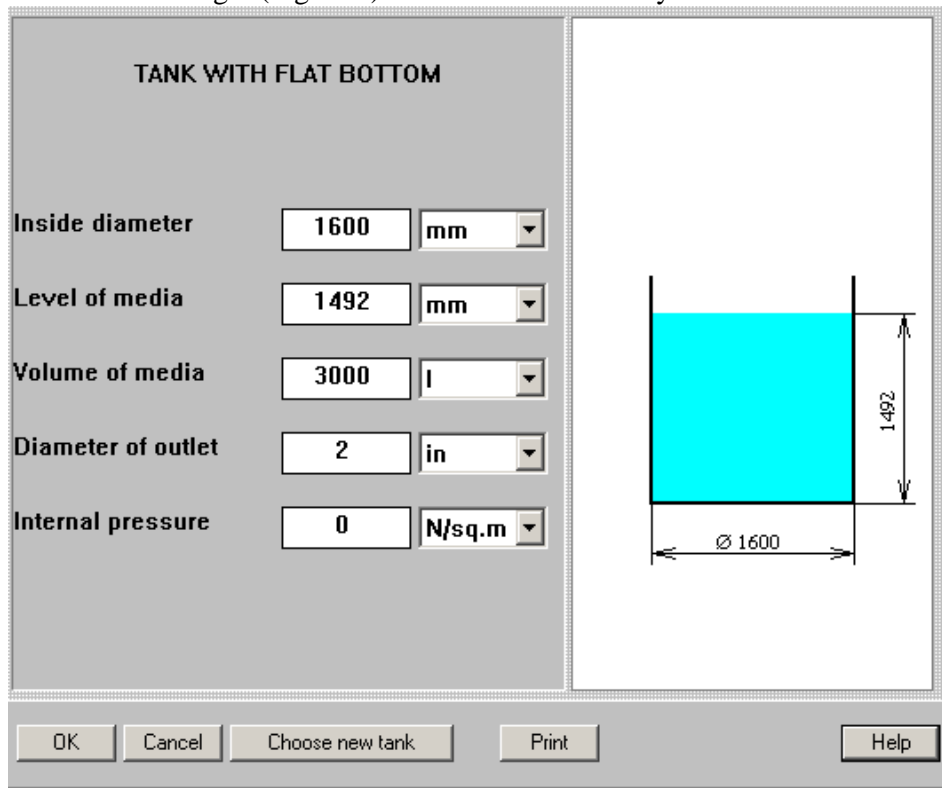 TANK WITH FLAT BOTTOM
Inside diameter 1600 mm
Level of media 1492 mm
Volume of media 3000 l
Diameter of outlet 2 in
Internal pressure 0 N/sq.m
1492
Ø 1600
OK Cancel Choose new tank Print Help